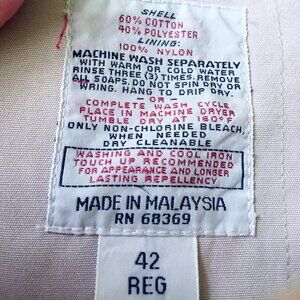 SHELL
60% COTTON
40% POLYESTER
LINING:
100% NYLON
MACHINE WASH SEPARATELY
WITH WARM OR COLD WATER
RINSE THREE (3) TIMES. REMOVE
ALL SOAPS. DO NOT SPIN DRY OR
WRING. HANG TO DRIP DRY.
— OR —
COMPLETE WASH CYCLE
PLACE IN MACHINE DRYER
TUMBLE DRY AT 160°F
ONLY NON-CHLORINE BLEACH,
WHEN NEEDED
DRY CLEANABLE
WASHING AND COOL IRON
TOUCH UP RECOMMENDED
FOR APPEARANCE AND LONGER
LASTING REPELLENCY
MADE IN MALAYSIA
RN 68369
42
REG